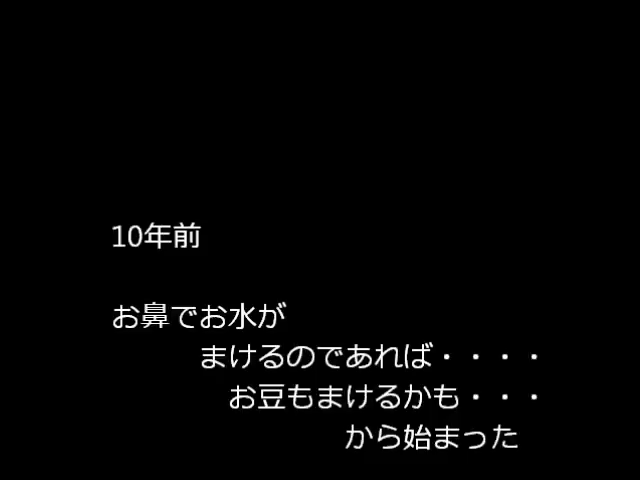 10年前
お鼻でお水が
まけるのであれば・・・・
お豆もまけるかも・・・
から始まった